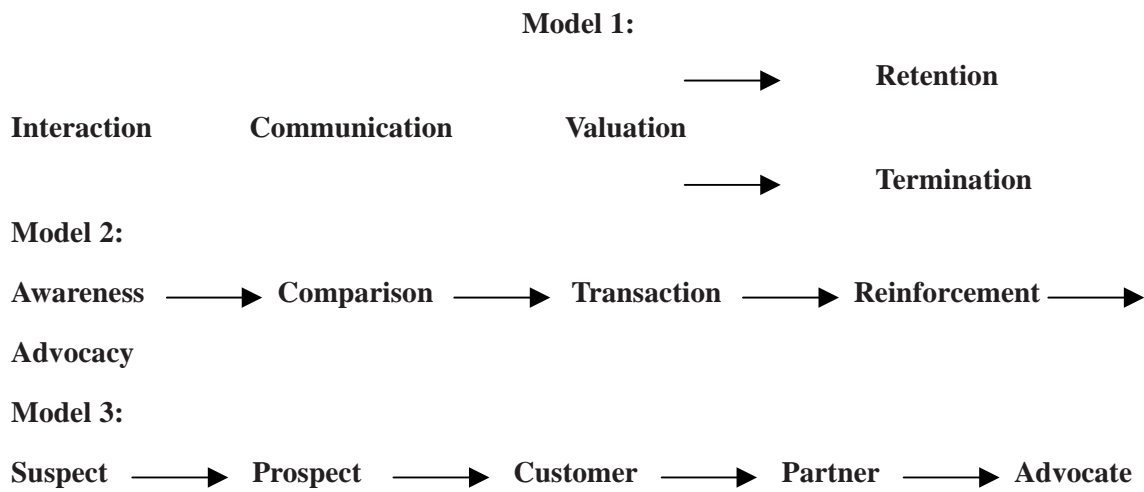 Model 1:
Retention
Interaction Communication Valuation
Termination
Model 2:
Awareness Comparison Transaction Reinforcement
Advocacy
Model 3:
Suspect Prospect Customer Partner Advocate